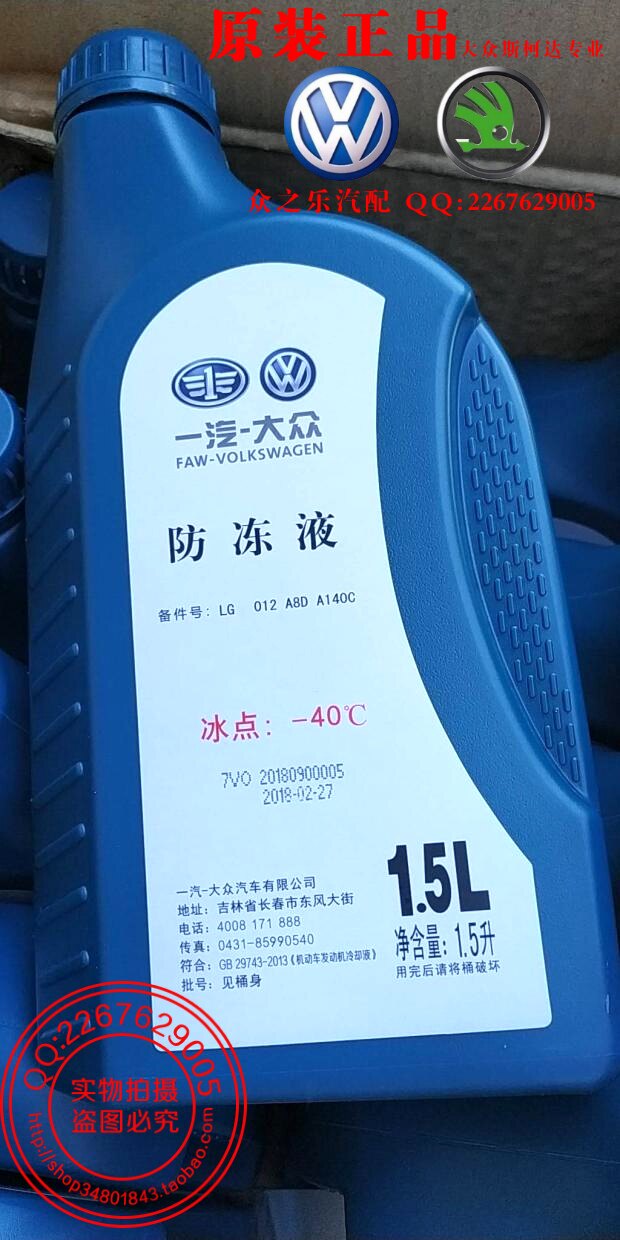 原装正品大众斯柯达专业
众之乐汽配 QQ:2267629005
一汽-大众
FAW-VOLKSWAGEN
防冻液
备件号: LG 012 A8D A140C
冰点: -40℃
7VO 20180900005
2018-02-27
1.5L
净含量: 1.5升
用完后请将桶破坏
一汽-大众汽车有限公司
地址: 吉林省长春市东风大街
电话: 4008 171 888
传真: 0431-85990540
符合: GB 29743-2013《机动车发动机冷却液》
批号: 见桶身
QQ:2267629005
实物拍摄
盗图必究
http://shop34801843.taobao.com